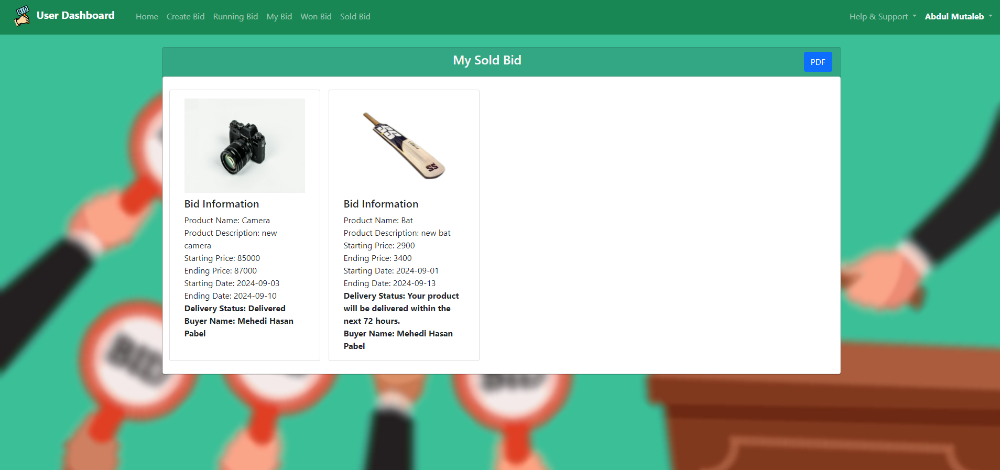 BID
User Dashboard
Home Create Bid Running Bid My Bid Won Bid Sold Bid
Help & Support
Abdul Mutaleb
My Sold Bid
PDF
Bid Information
Product Name: Camera
Product Description: new
camera
Starting Price: 85000
Ending Price: 87000
Starting Date: 2024-09-03
Ending Date: 2024-09-10
Delivery Status: Delivered
Buyer Name: Mehedi Hasan
Pabel
SS
SS
Bid Information
Product Name: Bat
Product Description: new bat
Starting Price: 2900
Ending Price: 3400
Starting Date: 2024-09-01
Ending Date: 2024-09-13
Delivery Status: Your product
will be delivered within the
next 72 hours.
Buyer Name: Mehedi Hasan
Pabel
BID
BID